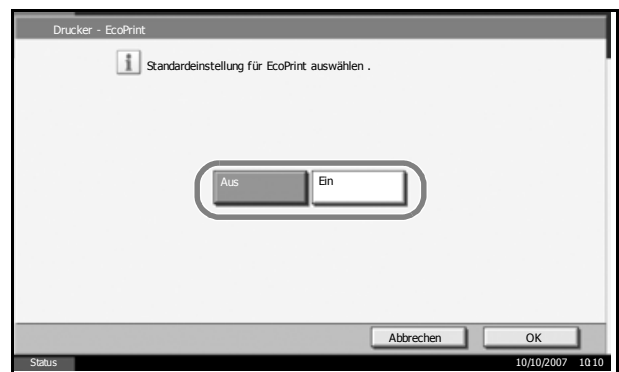 Drucker - EcoPrint
Standardeinstellung für EcoPrint auswählen .
Aus Ein
Abbrechen OK
Status 10/10/2007 10:10